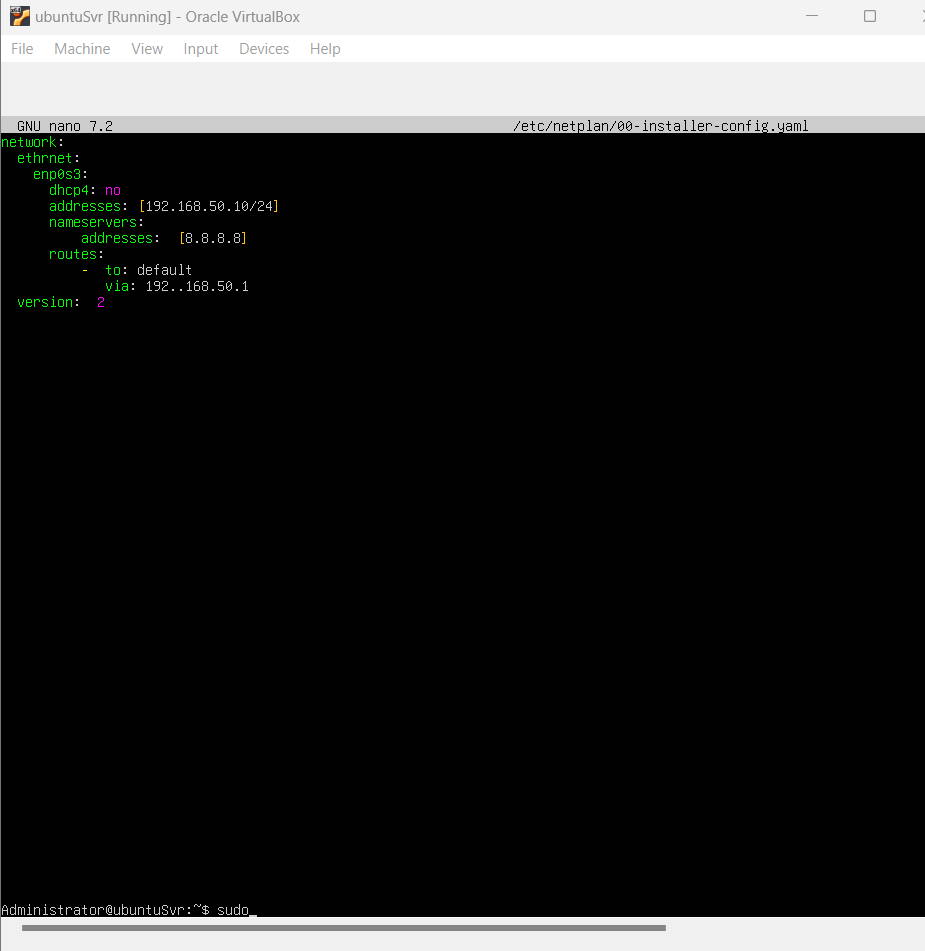 ubuntuSvr [Running] - Oracle VirtualBox
File Machine View Input Devices Help
GNU nano 7.2 /etc/netplan/00-installer-config.yaml
network:
  ethrnet:
    enp0s3:
      dhcp4: no
      addresses: [192.168.50.10/24]
      nameservers:
          addresses:  [8.8.8.8]
      routes:
          -  to: default
             via: 192..168.50.1
  version:  2
Administrator@ubuntuSvr:~$ sudo_